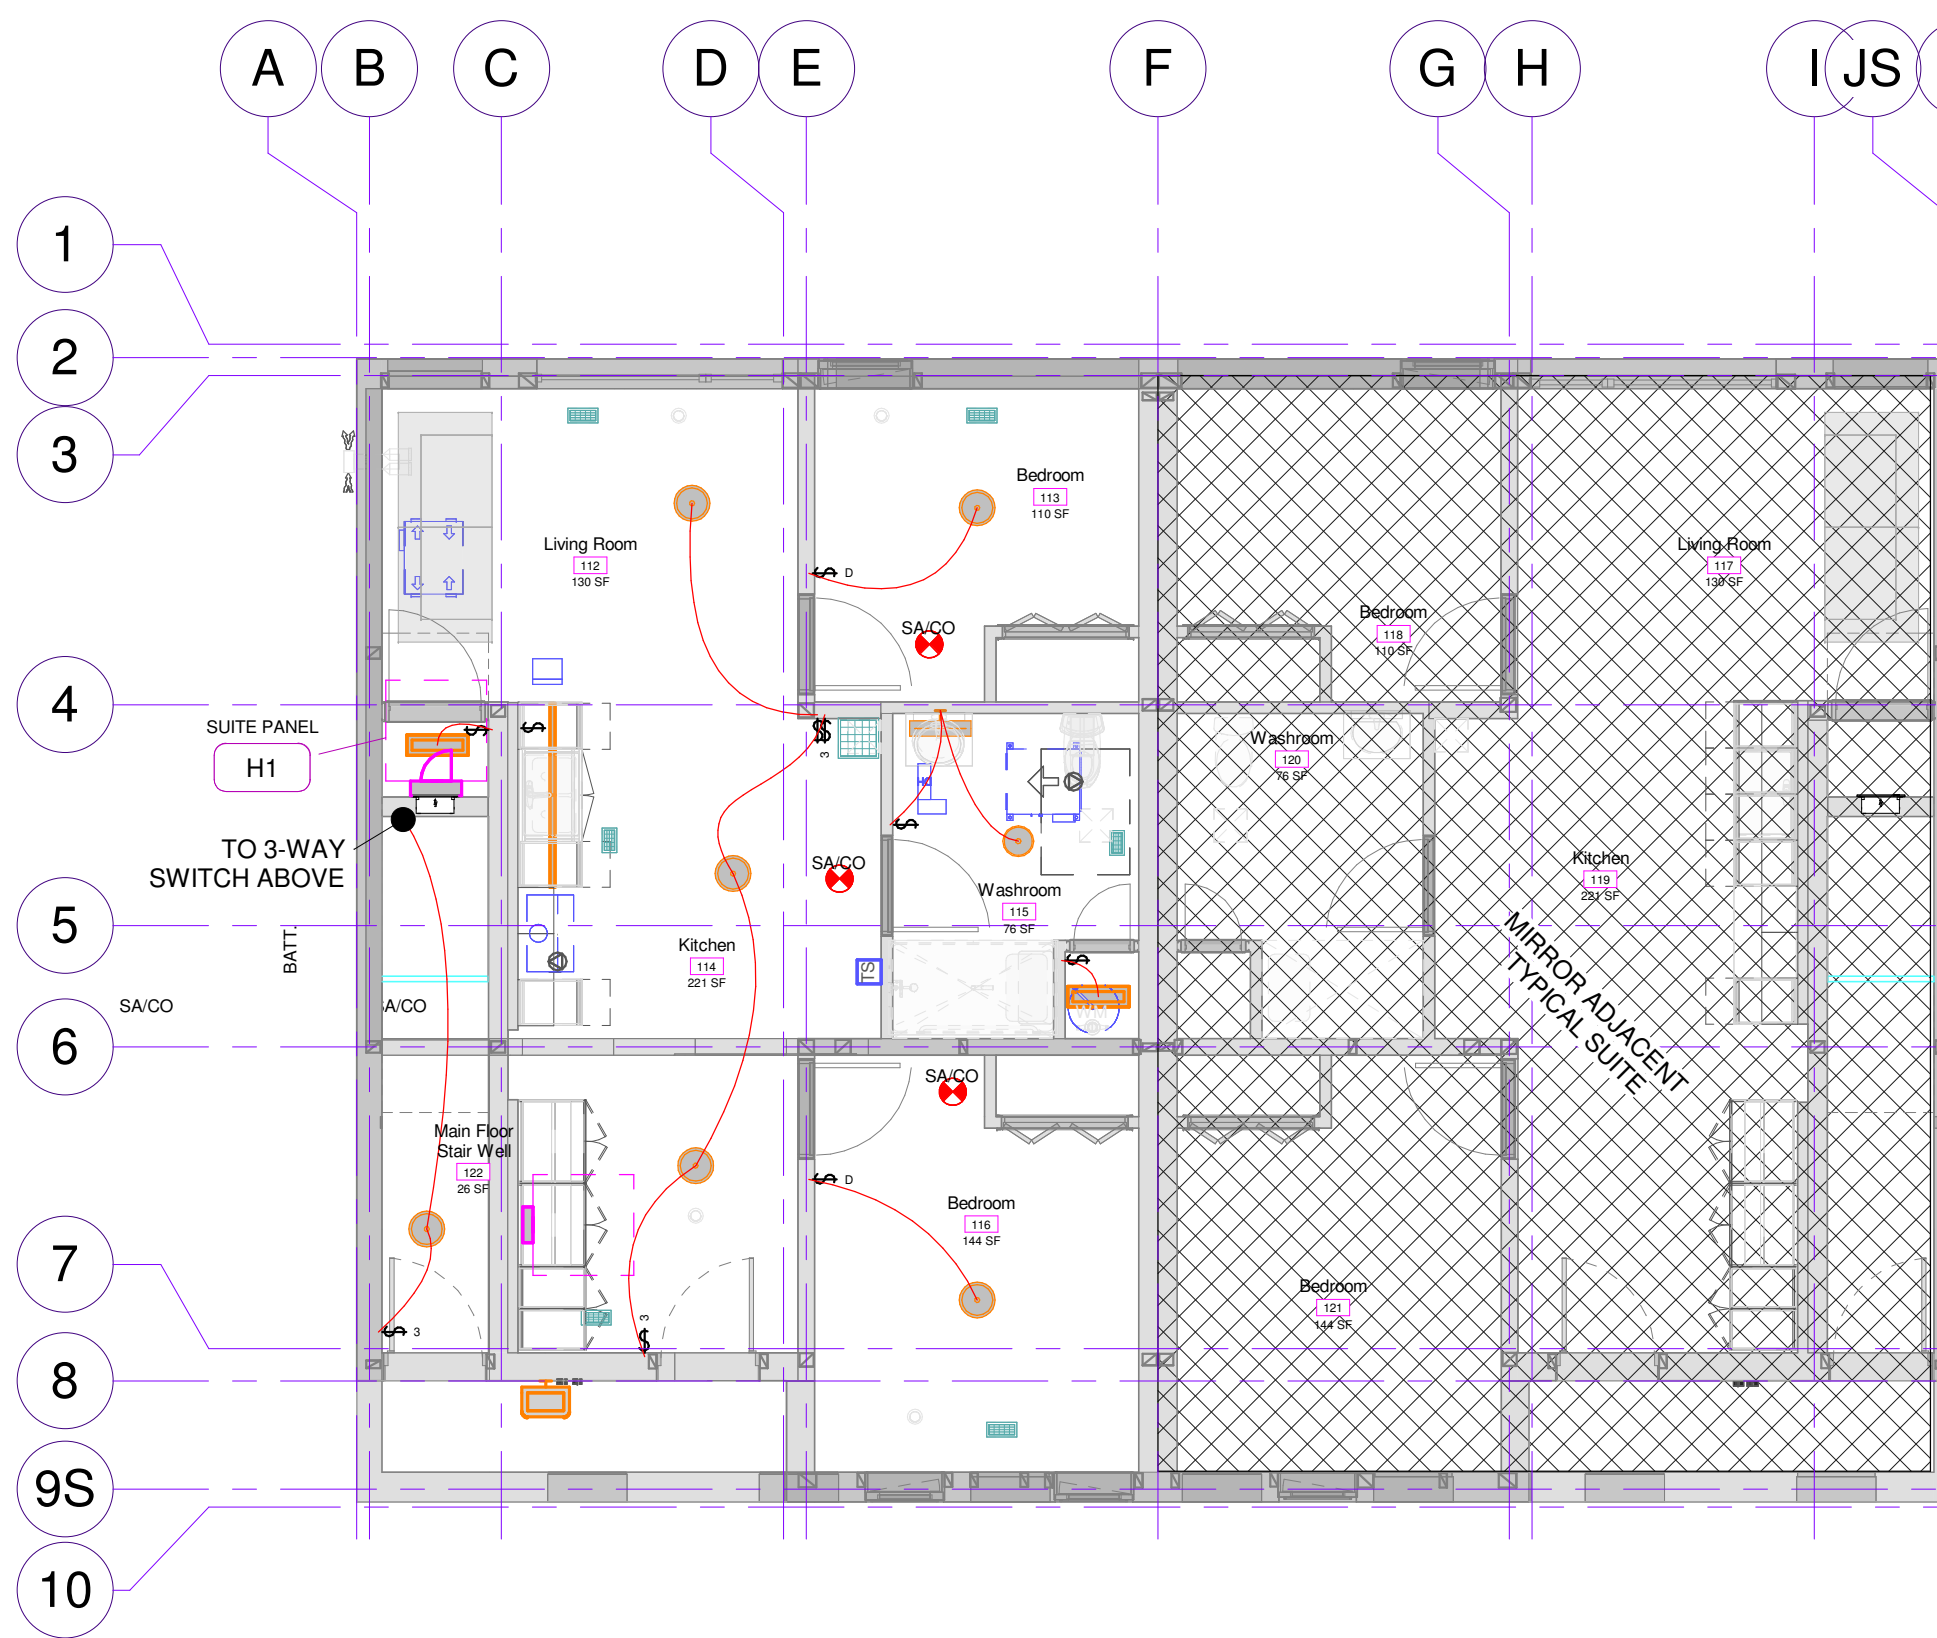 A
B
C
D
E
F
G
H
I
JS
1
2
3
4
5
6
7
8
9S
10
Living Room
112
130 SF
Bedroom
113
110 SF
D
SA/CO
SUITE PANEL
H1
TO 3-WAY
SWITCH ABOVE
BATT.
SA/CO
SA/CO
3
SA/CO
Kitchen
114
221 SF
Washroom
115
76 SF
TS
WM
Main Floor
Stair Well
122
26 SF
3
3
SA/CO
D
Bedroom
116
144 SF
Bedroom
118
110 SF
Living Room
117
130 SF
Washroom
120
76 SF
Kitchen
119
221 SF
MIRROR ADJACENT
TYPICAL SUITE
Bedroom
121
144 SF